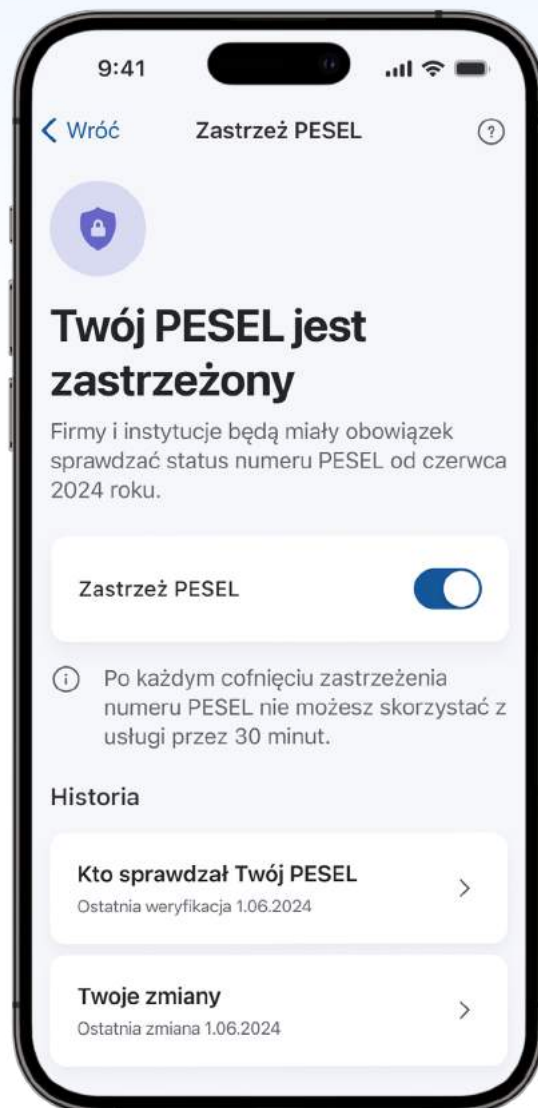 9:41
Wróć
Zastrzeż PESEL
?
Twój PESEL jest
zastrzeżony
Firmy i instytucje będą miały obowiązek
sprawdzać status numeru PESEL od czerwca
2024 roku.
Zastrzeż PESEL
i
Po każdym cofnięciu zastrzeżenia
numeru PESEL nie możesz skorzystać z
usługi przez 30 minut.
Historia
Kto sprawdzał Twój PESEL
Ostatnia weryfikacja 1.06.2024
Twoje zmiany
Ostatnia zmiana 1.06.2024